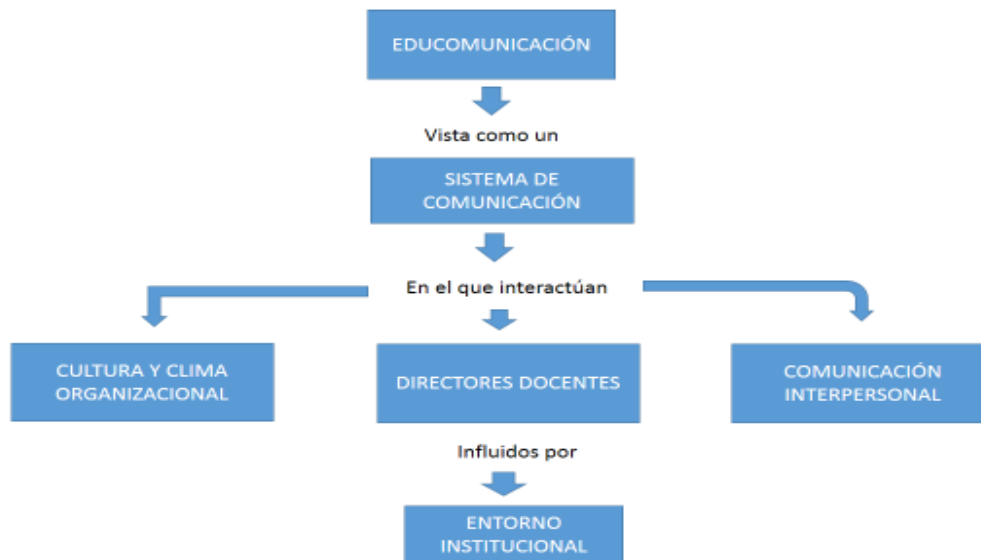 EDUCOMUNICACIÓN
Vista como un
SISTEMA DE
COMUNICACIÓN
En el que interactúan
CULTURA Y CLIMA
ORGANIZACIONAL
DIRECTORES DOCENTES
COMUNICACIÓN
INTERPERSONAL
Influidos por
ENTORNO
INSTITUCIONAL